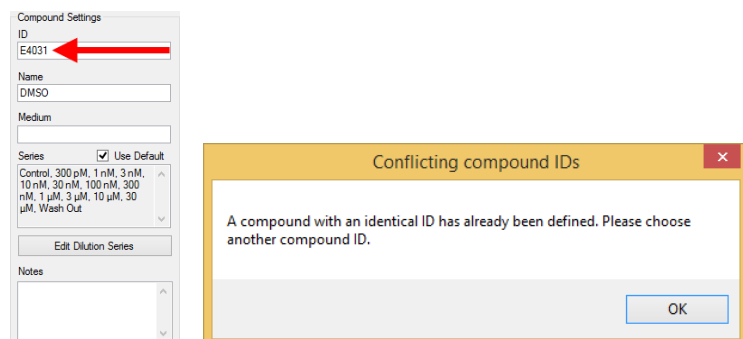 Compound Settings
ID
E4031
Name
DMSO
Medium
Series Use Default
Control, 300 pM, 1 nM, 3 nM,
10 nM, 30 nM, 100 nM, 300
nM, 1 µM, 3 µM, 10 µM, 30
µM, Wash Out
Edit Dilution Series
Notes
Conflicting compound IDs
A compound with an identical ID has already been defined. Please choose
another compound ID.
OK